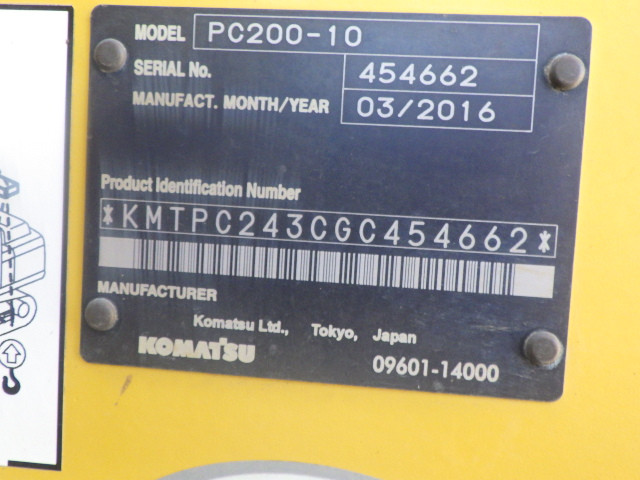 MODEL PC200-10
SERIAL No. 454662
MANUFACT. MONTH/YEAR 03/2016
Product Identification Number
*KMTPC243CGC454662*
MANUFACTURER
Komatsu Ltd., Tokyo, Japan
KOMATSU 09601-14000